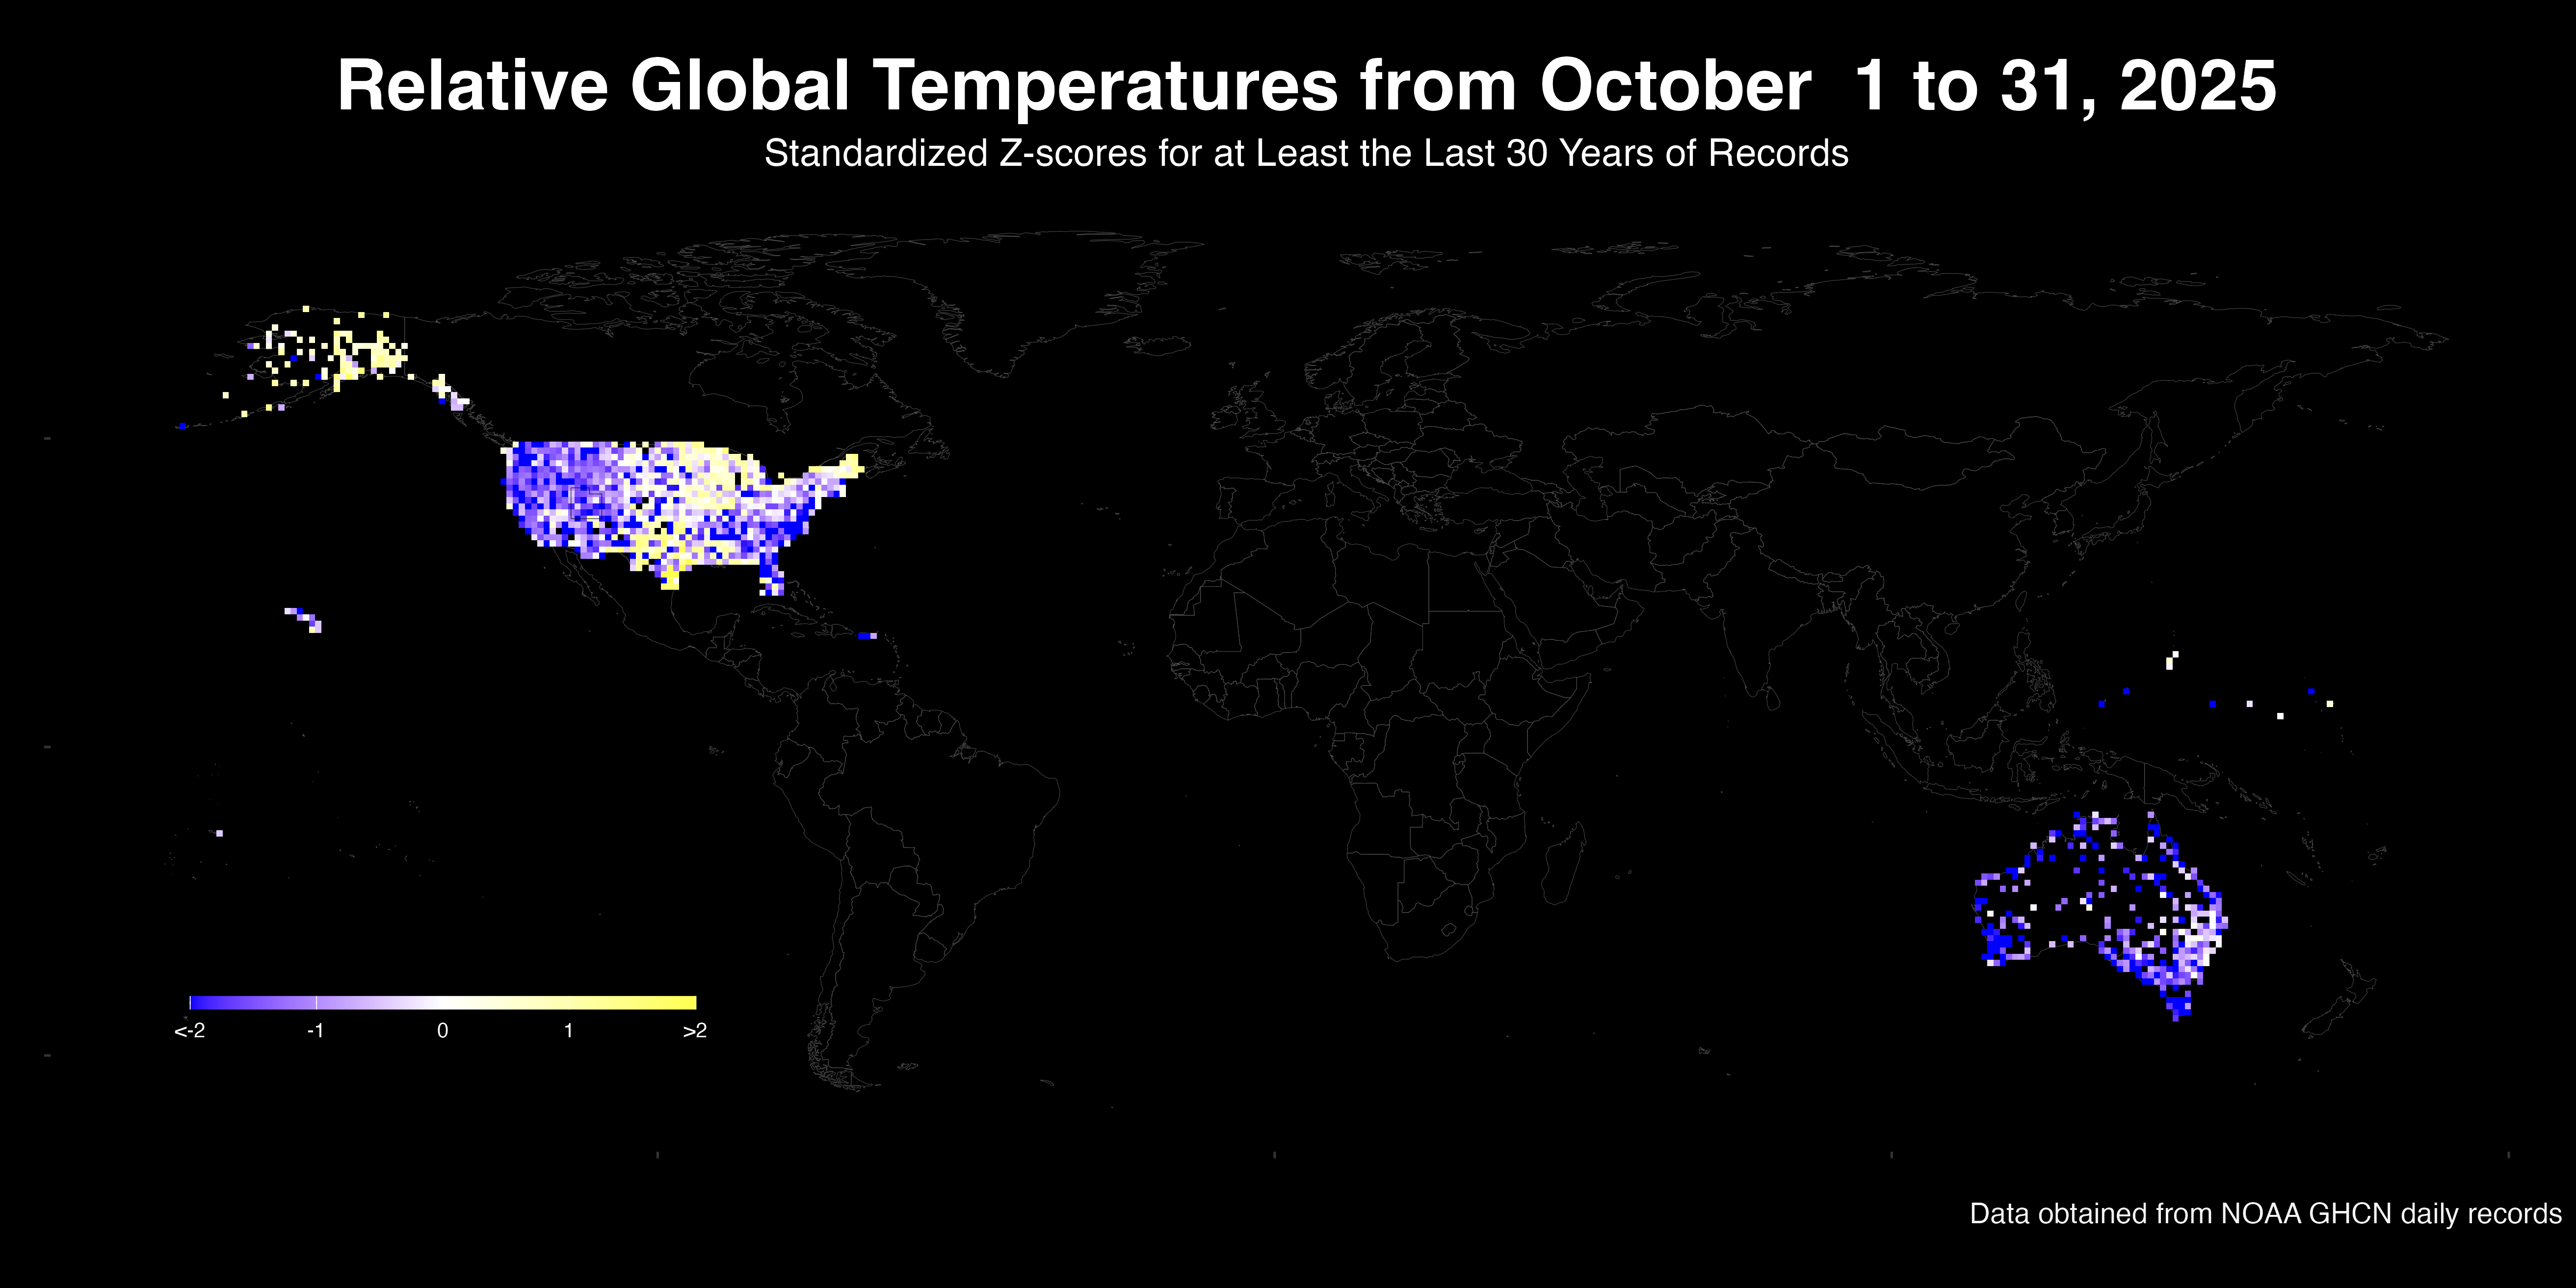 Relative Global Temperatures from October  1 to 31, 2025
Standardized Z-scores for at Least the Last 30 Years of Records
<-2 -1 0 1 >2
Data obtained from NOAA GHCN daily records